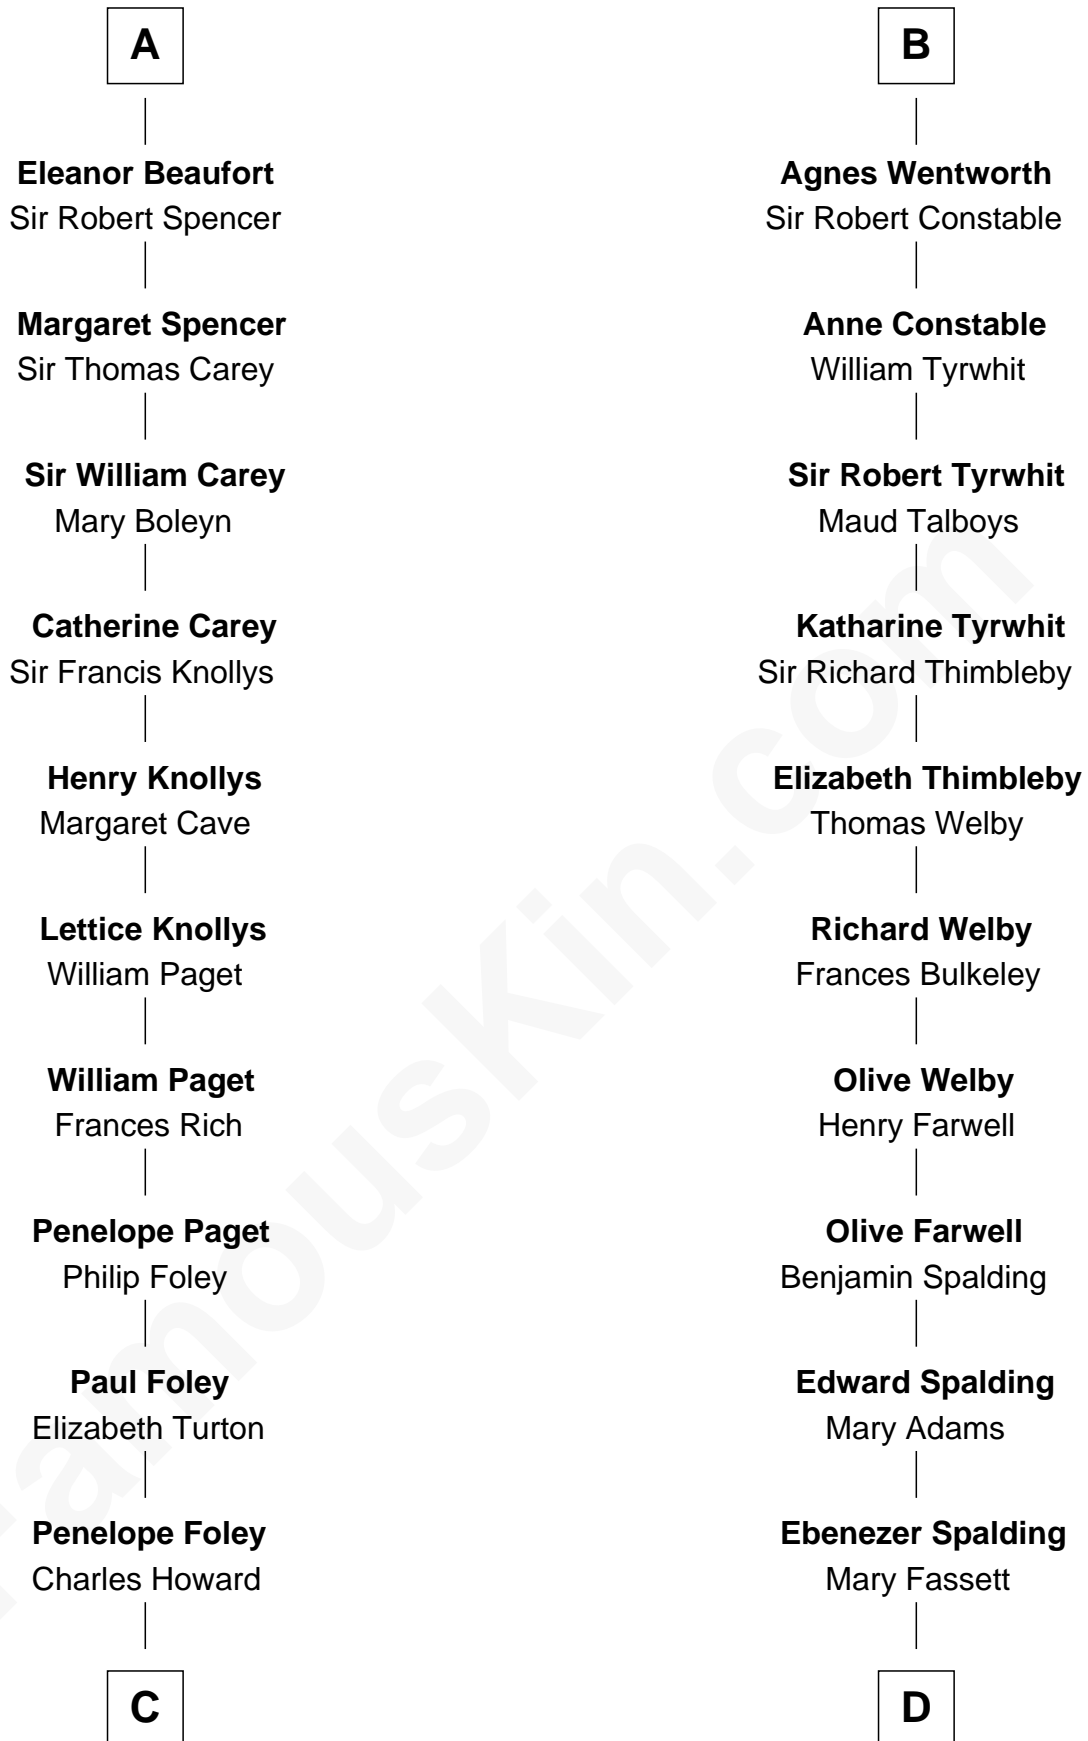 A
Eleanor Beaufort
Sir Robert Spencer
Margaret Spencer
Sir Thomas Carey
Sir William Carey
Mary Boleyn
Catherine Carey
Sir Francis Knollys
Henry Knollys
Margaret Cave
Lettice Knollys
William Paget
William Paget
Frances Rich
Penelope Paget
Philip Foley
Paul Foley
Elizabeth Turton
Penelope Foley
Charles Howard
C
B
Agnes Wentworth
Sir Robert Constable
Anne Constable
William Tyrwhit
Sir Robert Tyrwhit
Maud Talboys
Katharine Tyrwhit
Sir Richard Thimbleby
Elizabeth Thimbleby
Thomas Welby
Richard Welby
Frances Bulkeley
Olive Welby
Henry Farwell
Olive Farwell
Benjamin Spalding
Edward Spalding
Mary Adams
Ebenezer Spalding
Mary Fassett
D
FamousKin.com